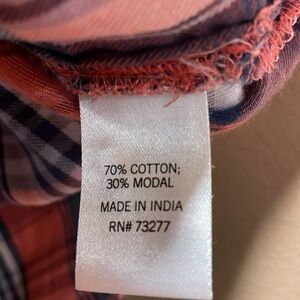 70% COTTON;
30% MODAL
MADE IN INDIA
RN# 73277